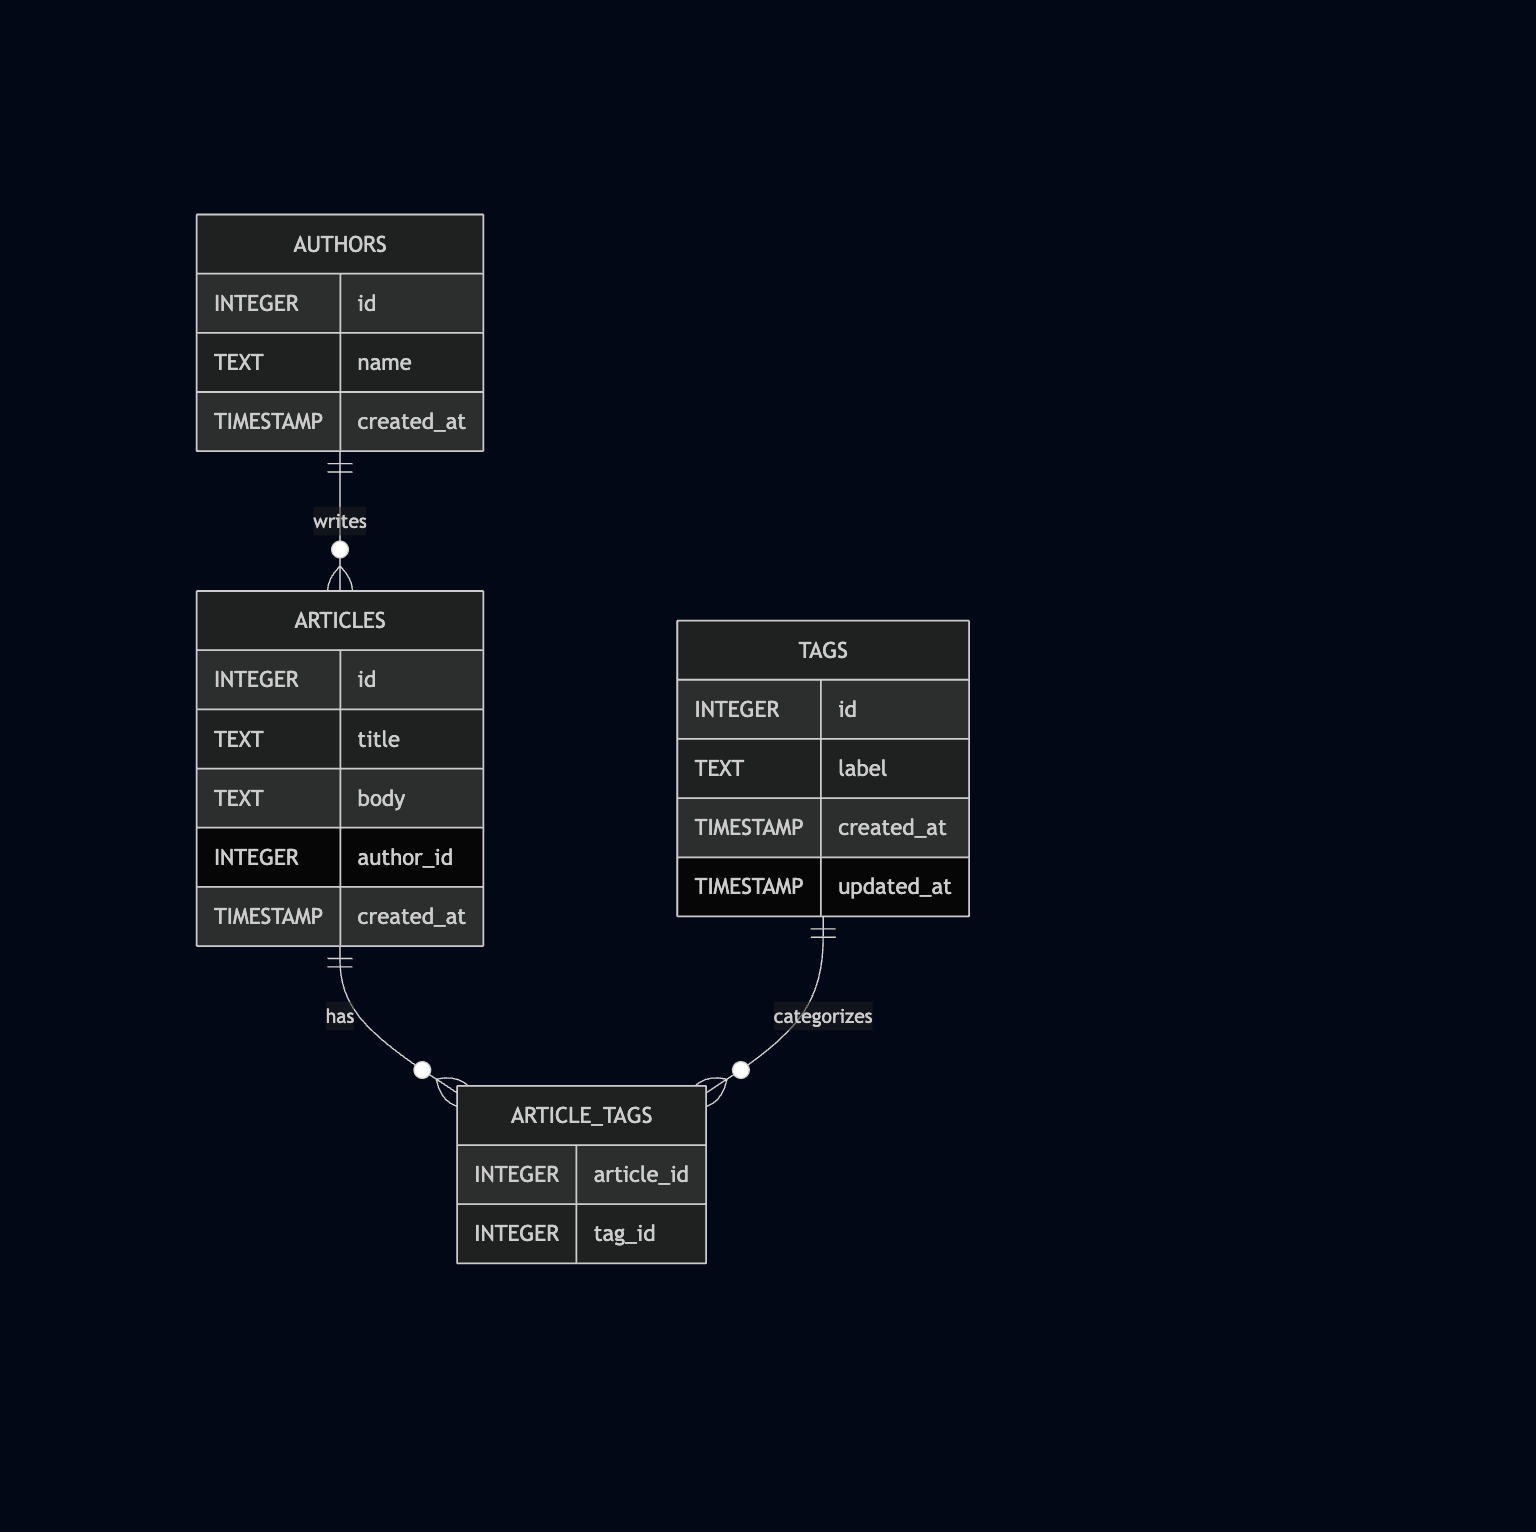 AUTHORS
INTEGER id
TEXT name
TIMESTAMP created_at
writes
ARTICLES
INTEGER id
TEXT title
TEXT body
INTEGER author_id
TIMESTAMP created_at
TAGS
INTEGER id
TEXT label
TIMESTAMP created_at
TIMESTAMP updated_at
has
categorizes
ARTICLE_TAGS
INTEGER article_id
INTEGER tag_id